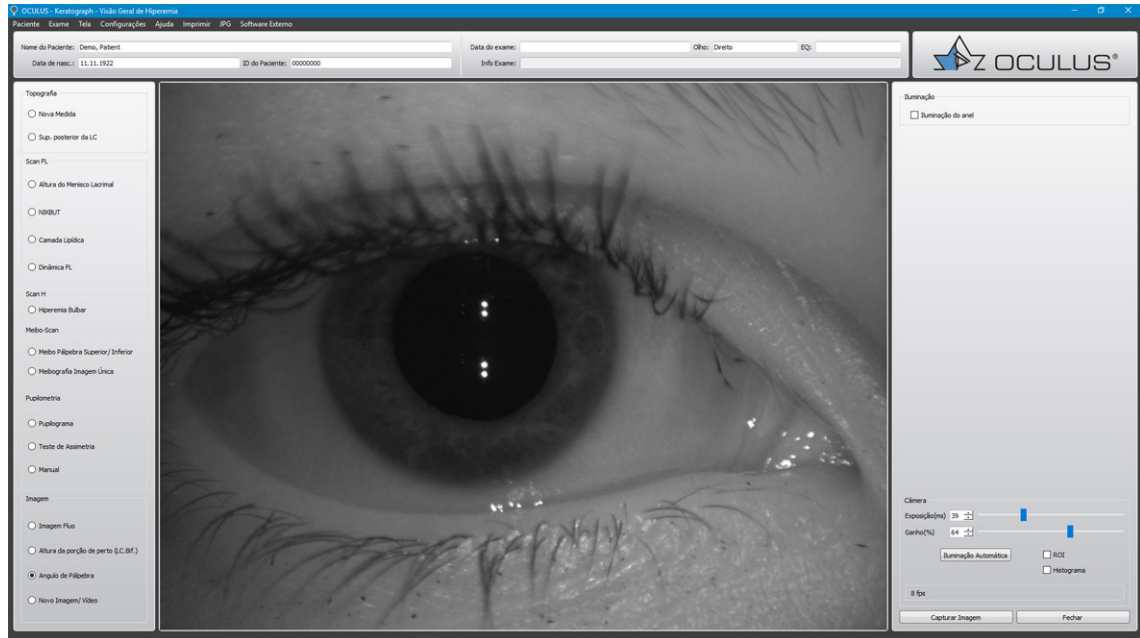 OCULUS - Keratograph - Visão Geral de Hiperemia
Paciente Exame Tela Configurações Ajuda Imprimir JPG Software Externo
Nome do Paciente: Demo, Patient
Data de nasc.: 11.11.1922 ID do Paciente: 00000000
Data do exame: Olho: Direito EQ:
Info Exame:
OCULUS®
Topografia
Nova Medida
Sup. posterior da LC
Scan FL
Altura do Menisco Lacrimal
NIKBUT
Camada Lipídica
Dinâmica FL
Scan H
Hiperemia Bulbar
Meibo-Scan
Meibo Pálpebra Superior/ Inferior
Meibografia Imagem Única
Pupilometria
Pupilograma
Teste de Assimetria
Manual
Imagem
Imagem Fluo
Altura da porção de perto (LC.Bif.)
Angulo de Pálpebra
Novo Imagem/ Vídeo
Iluminação
Iluminação do anel
Câmera
Exposição(ms) 39
Ganho(%) 64
Iluminação Automática ROI
Histograma
8 fps
Capturar Imagem Fechar